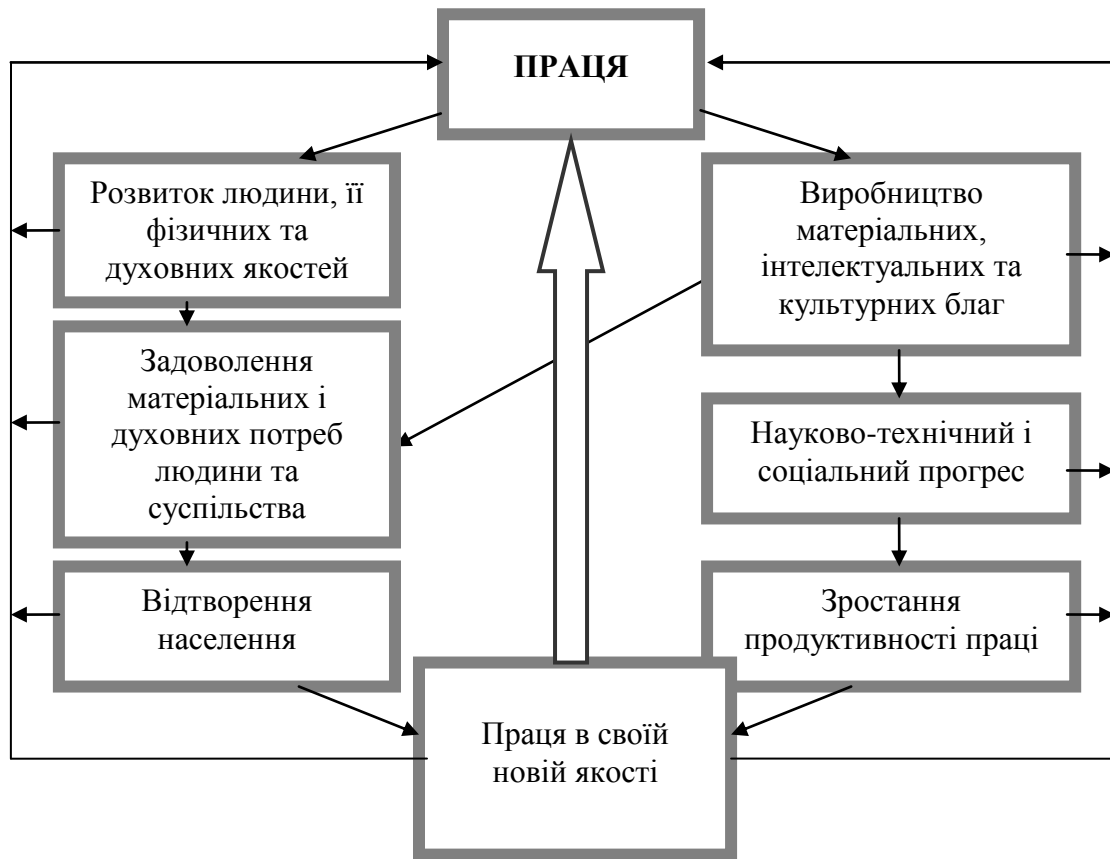 ПРАЦЯ
Розвиток людини, її
фізичних та
духовних якостей
Виробництво
матеріальних,
інтелектуальних та
культурних благ
Задоволення
матеріальних і
духовних потреб
людини та
суспільства
Науково-технічний і
соціальний прогрес
Відтворення
населення
Зростання
продуктивності праці
Праця в своїй
новій якості